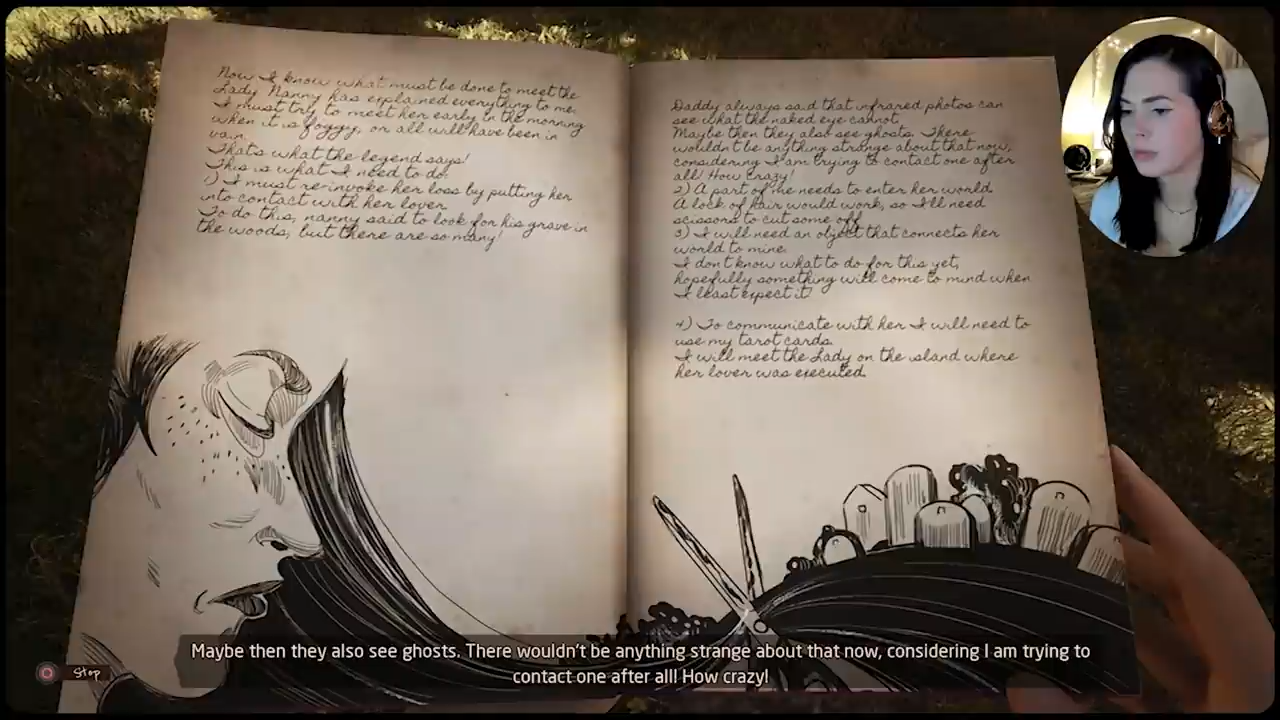 Now I know what must be done to meet the
Lady. Nanny has explained everything to me.
I must try to meet her early in the morning
when it is foggy, or all will have been in
vain.
That's what the legend says!
This is what I need to do:
1) I must re-invoke her loss by putting her
into contact with her lover.
To do this, nanny said to look for his grave in
the woods, but there are so many!
Daddy always said that infrared photos can
see what the naked eye cannot.
Maybe then they also see ghosts. There
wouldn't be anything strange about that now,
considering I am trying to contact one after
all! How crazy!
2) A part of me needs to enter her world
A lock of hair would work, so I'll need
scissors to cut some off.
3) I will need an object that connects her
world to mine.
I don't know what to do for this yet,
hopefully something will come to mind when
I least expect it!
4) To communicate with her I will need to
use my tarot cards.
I will meet the Lady on the island where
her lover was executed.
Maybe then they also see ghosts. There wouldn't be anything strange about that now, considering I am trying to
contact one after all! How crazy!
Stop